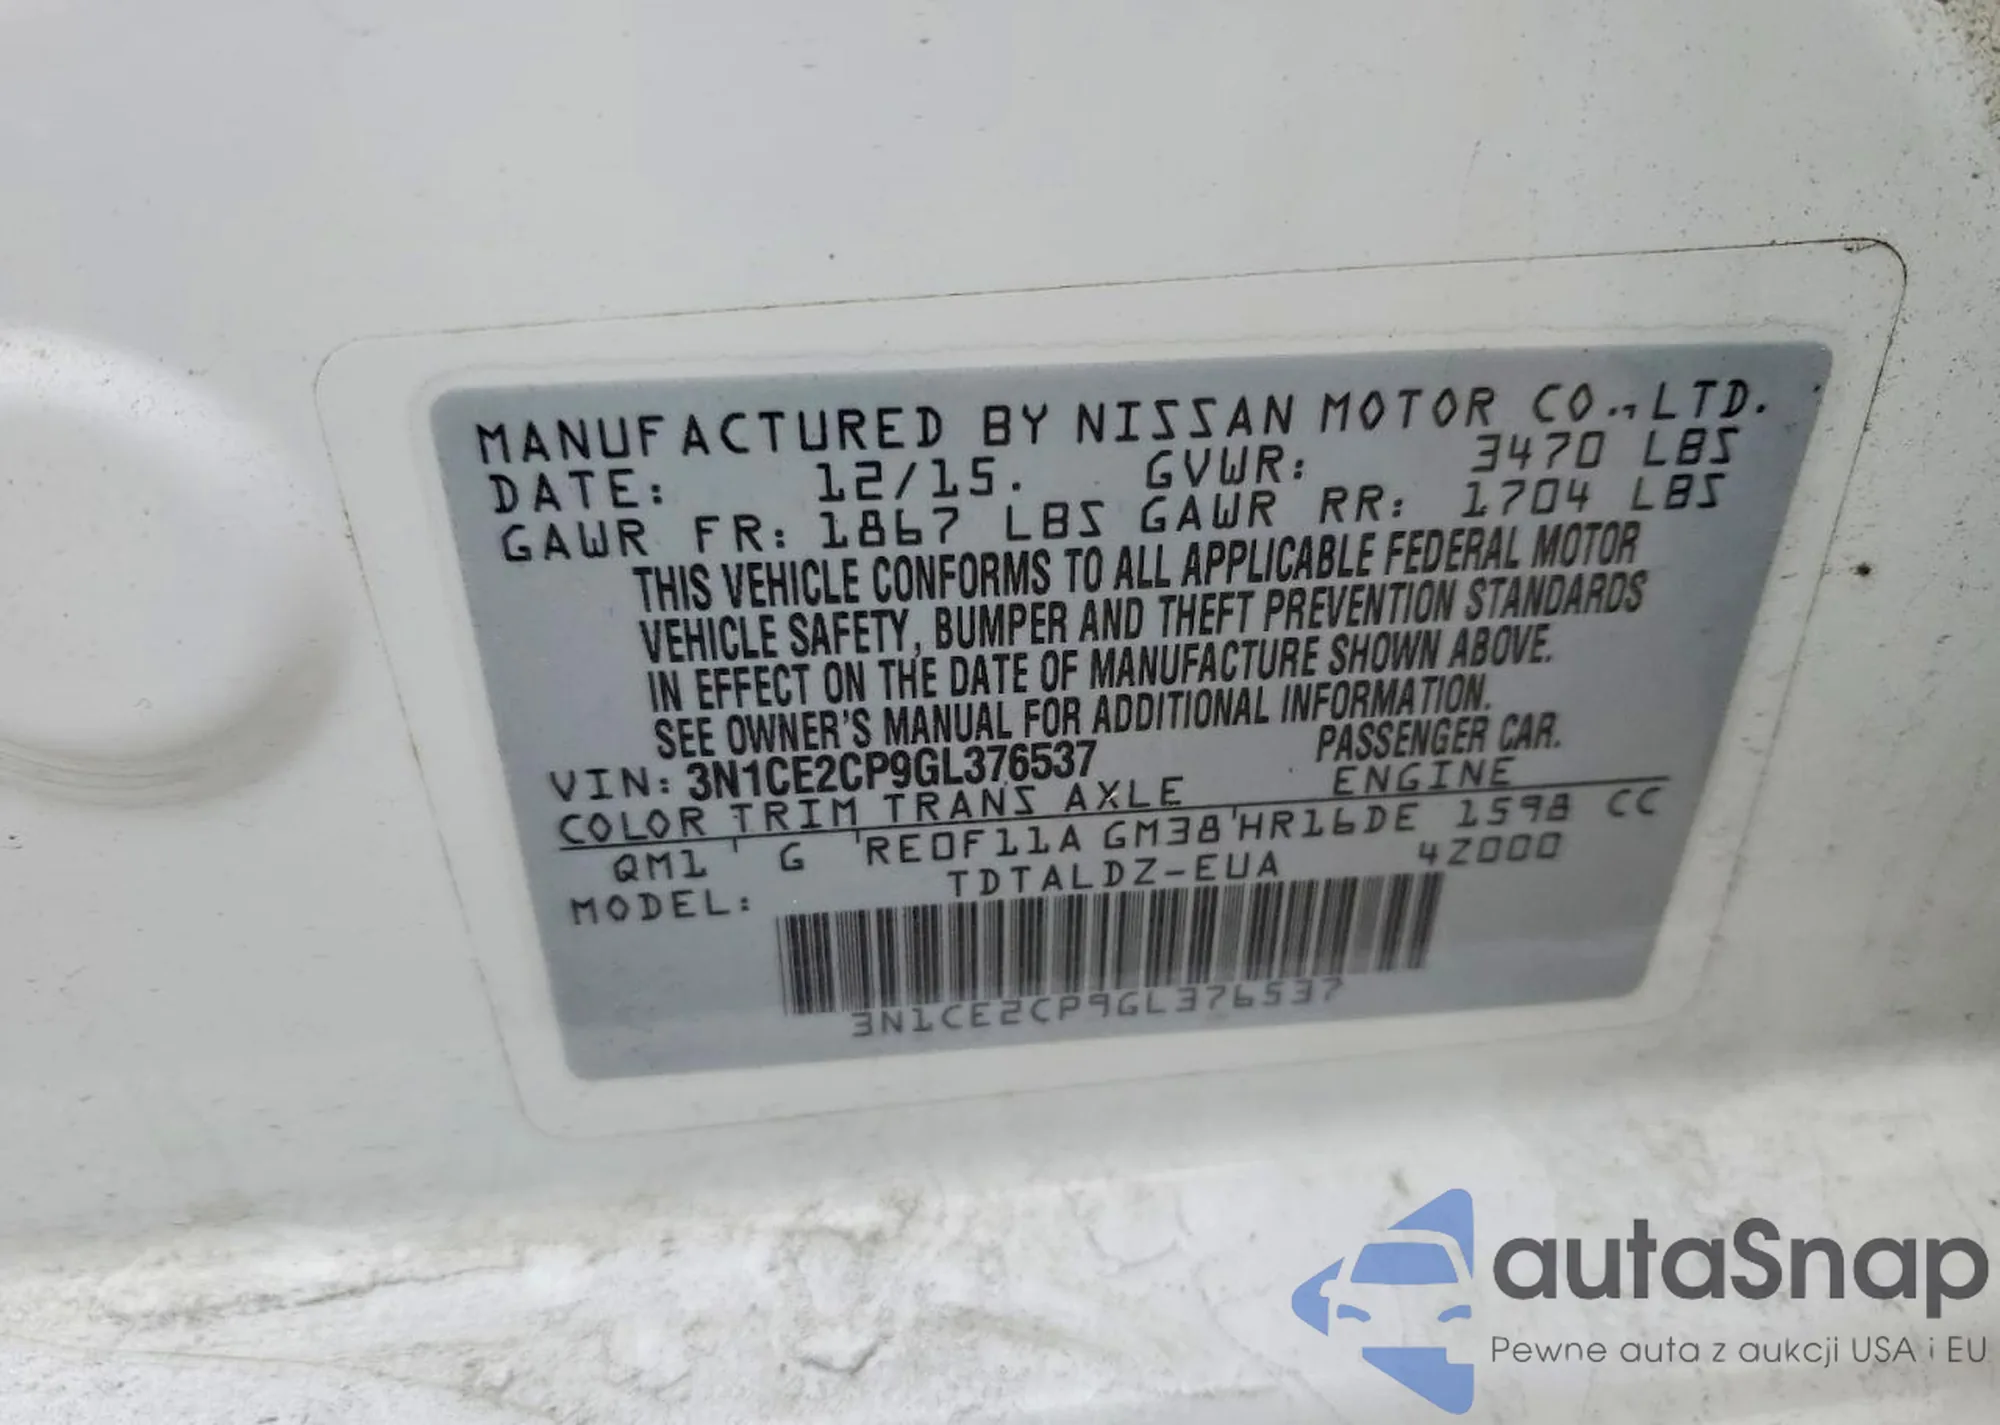 MANUFACTURED BY NISSAN MOTOR CO., LTD.
DATE: 12/15. GVWR: 3470 LBS
GAWR FR: 1867 LBS GAWR RR: 1704 LBS
THIS VEHICLE CONFORMS TO ALL APPLICABLE FEDERAL MOTOR
VEHICLE SAFETY, BUMPER AND THEFT PREVENTION STANDARDS
IN EFFECT ON THE DATE OF MANUFACTURE SHOWN ABOVE.
SEE OWNER'S MANUAL FOR ADDITIONAL INFORMATION.
VIN: 3N1CE2CP9GL376537 PASSENGER CAR.
COLOR TRIM TRANS AXLE ENGINE
QM1 G RE0F11A GM38 HR16DE 1598 CC
MODEL: TDTALDZ-EUA 4Z000
3N1CE2CP9GL376537
autaSnap
Pewne auta z aukcji USA i EU